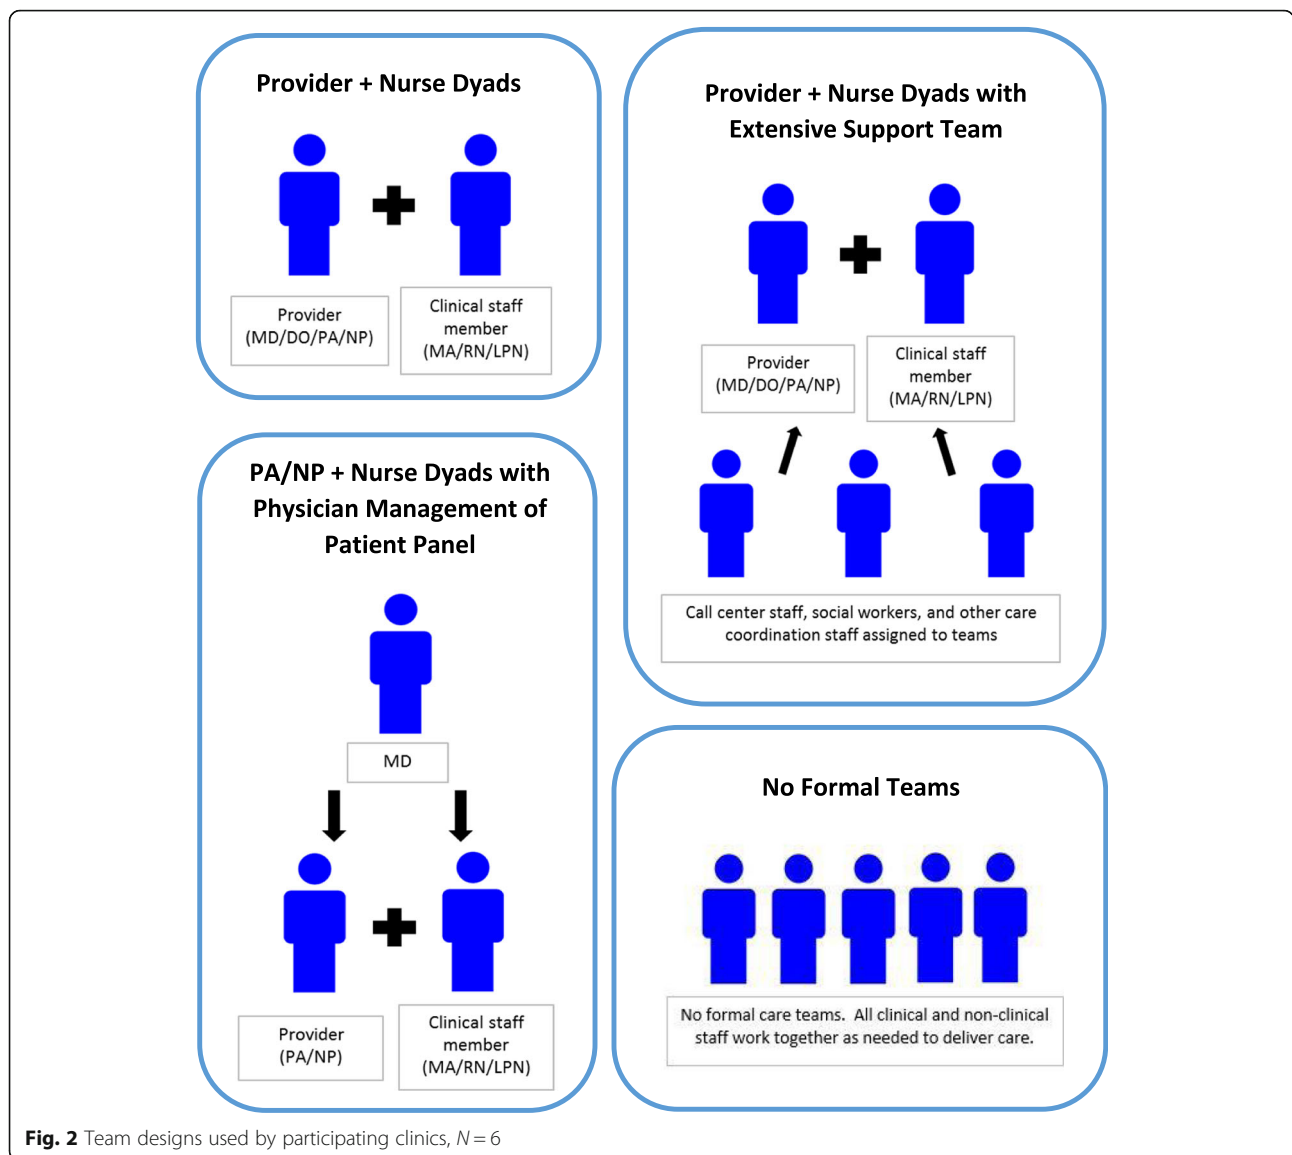 Provider + Nurse Dyads
Provider
(MD/DO/PA/NP)
Clinical staff
member
(MA/RN/LPN)
Provider + Nurse Dyads with
Extensive Support Team
Provider
(MD/DO/PA/NP)
Clinical staff
member
(MA/RN/LPN)
Call center staff, social workers, and other care
coordination staff assigned to teams
PA/NP + Nurse Dyads with
Physician Management of
Patient Panel
MD
Provider
(PA/NP)
Clinical staff
member
(MA/RN/LPN)
No Formal Teams
No formal care teams. All clinical and non-clinical
staff work together as needed to deliver care.
Fig. 2 Team designs used by participating clinics, N = 6